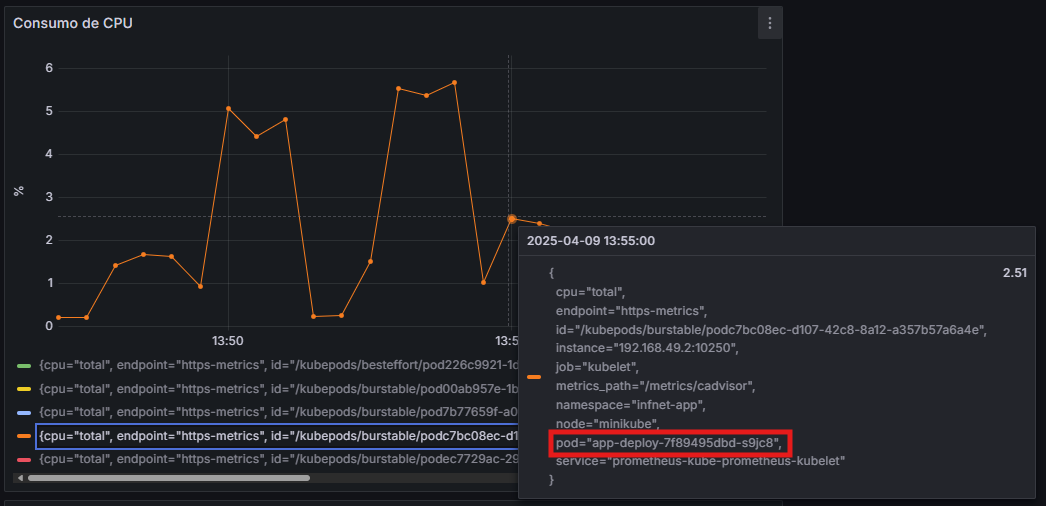 Consumo de CPU
6
5
4
3
2
1
0
%
13:50
13:5
{cpu="total", endpoint="https-metrics", id="/kubepods/besteffort/pod226c9921-1d
{cpu="total", endpoint="https-metrics", id="/kubepods/burstable/pod00ab957e-1b
{cpu="total", endpoint="https-metrics", id="/kubepods/burstable/pod7b77659f-a0
{cpu="total", endpoint="https-metrics", id="/kubepods/burstable/podc7bc08ec-d1
{cpu="total", endpoint="https-metrics", id="/kubepods/burstable/podec7729ac-29
2025-04-09 13:55:00
{ 2.51
cpu="total",
endpoint="https-metrics",
id="/kubepods/burstable/podc7bc08ec-d107-42c8-8a12-a357b57a6a4e",
instance="192.168.49.2:10250",
job="kubelet",
metrics_path="/metrics/cadvisor",
namespace="infnet-app",
node="minikube",
pod="app-deploy-7f89495dbd-s9jc8",
service="prometheus-kube-prometheus-kubelet"
}